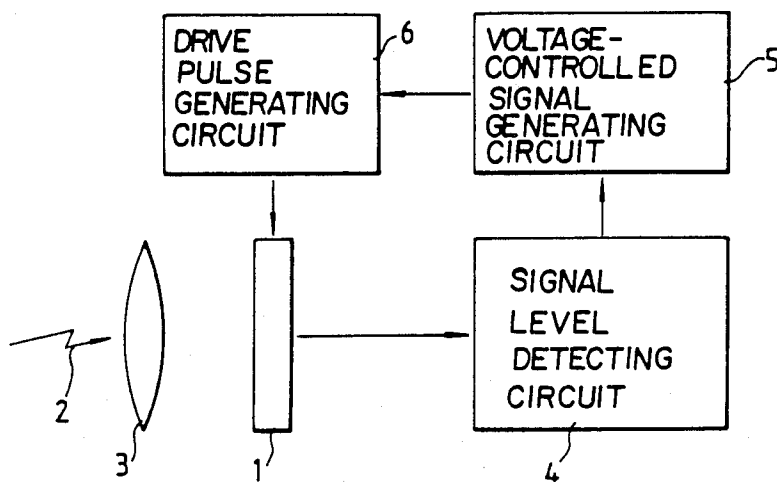 DRIVE
PULSE
GENERATING
CIRCUIT
6
VOLTAGE-
CONTROLLED
SIGNAL
GENERATING
CIRCUIT
5
SIGNAL
LEVEL
DETECTING
CIRCUIT
2
3
1
4